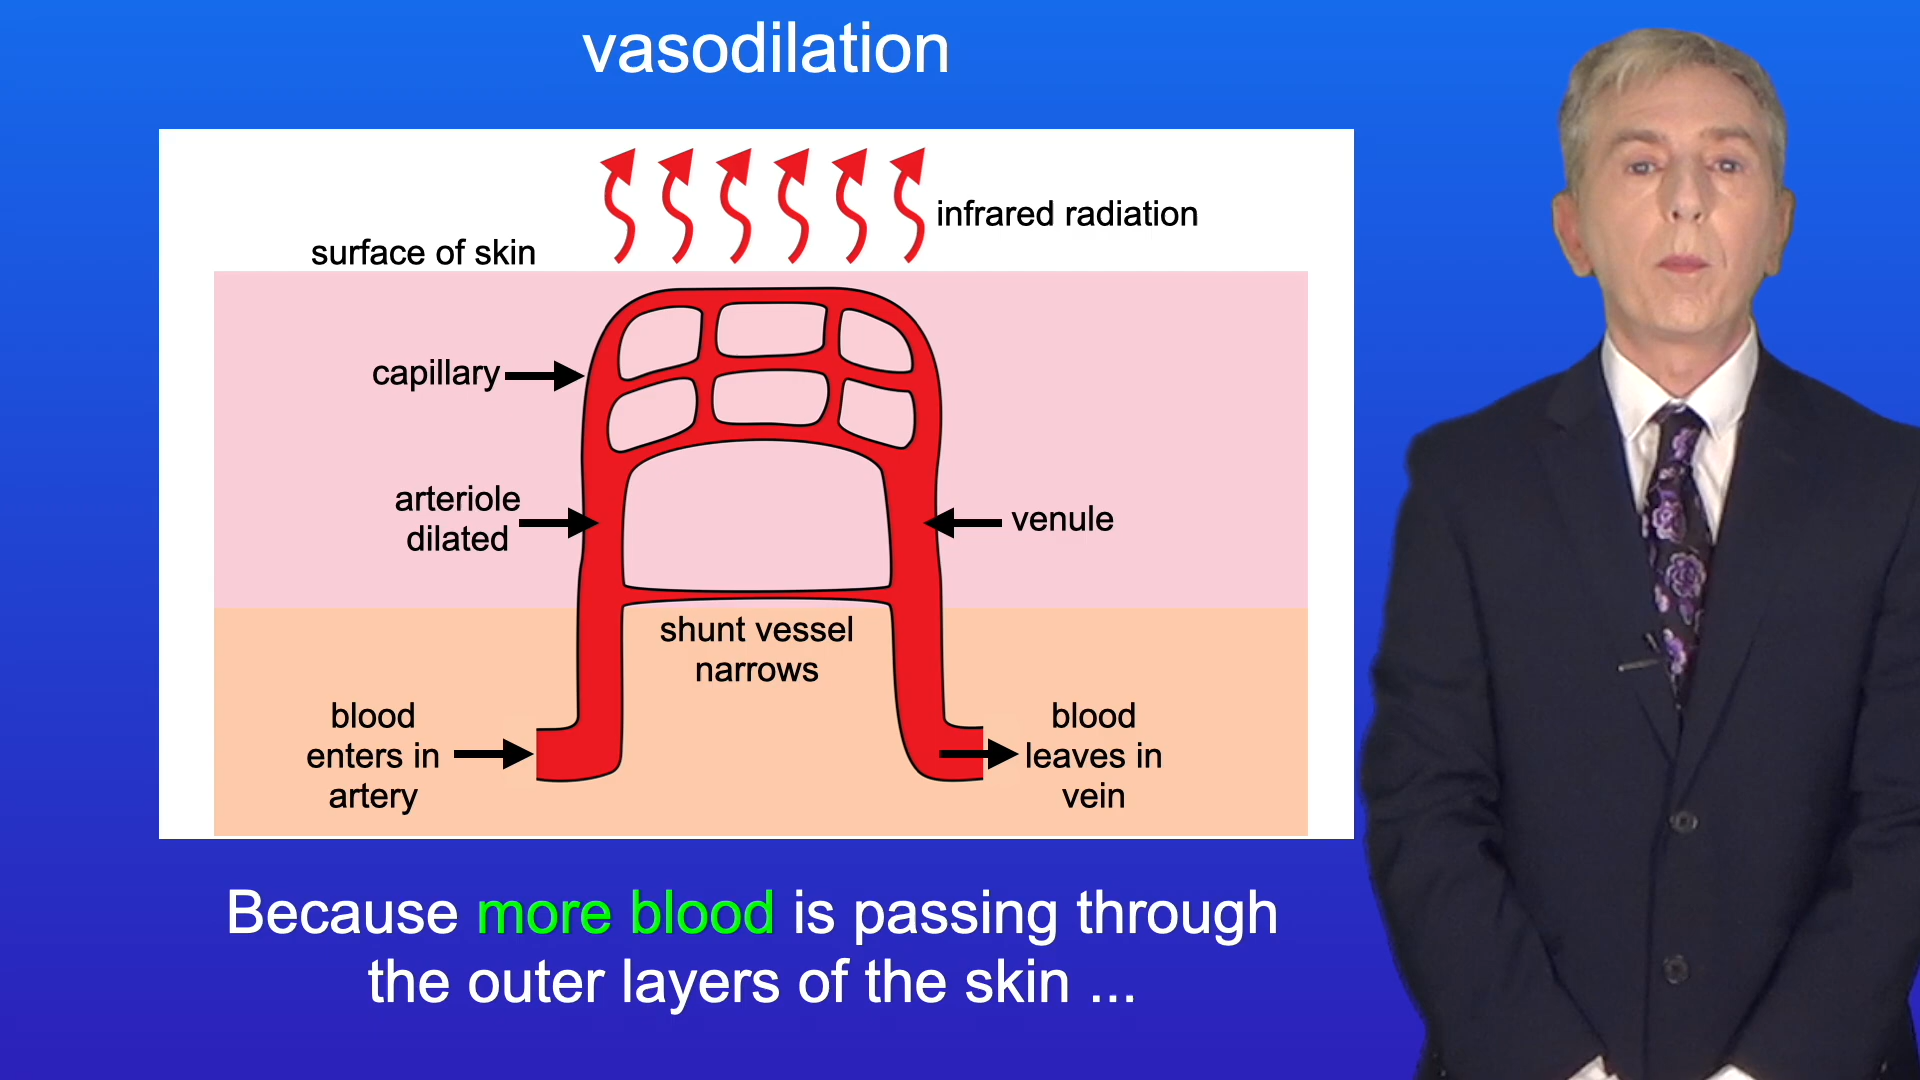 vasodilation
infrared radiation
surface of skin
capillary
arteriole
dilated
venule
shunt vessel
narrows
blood
enters in
artery
blood
leaves in
vein
Because more blood is passing through
the outer layers of the skin ...